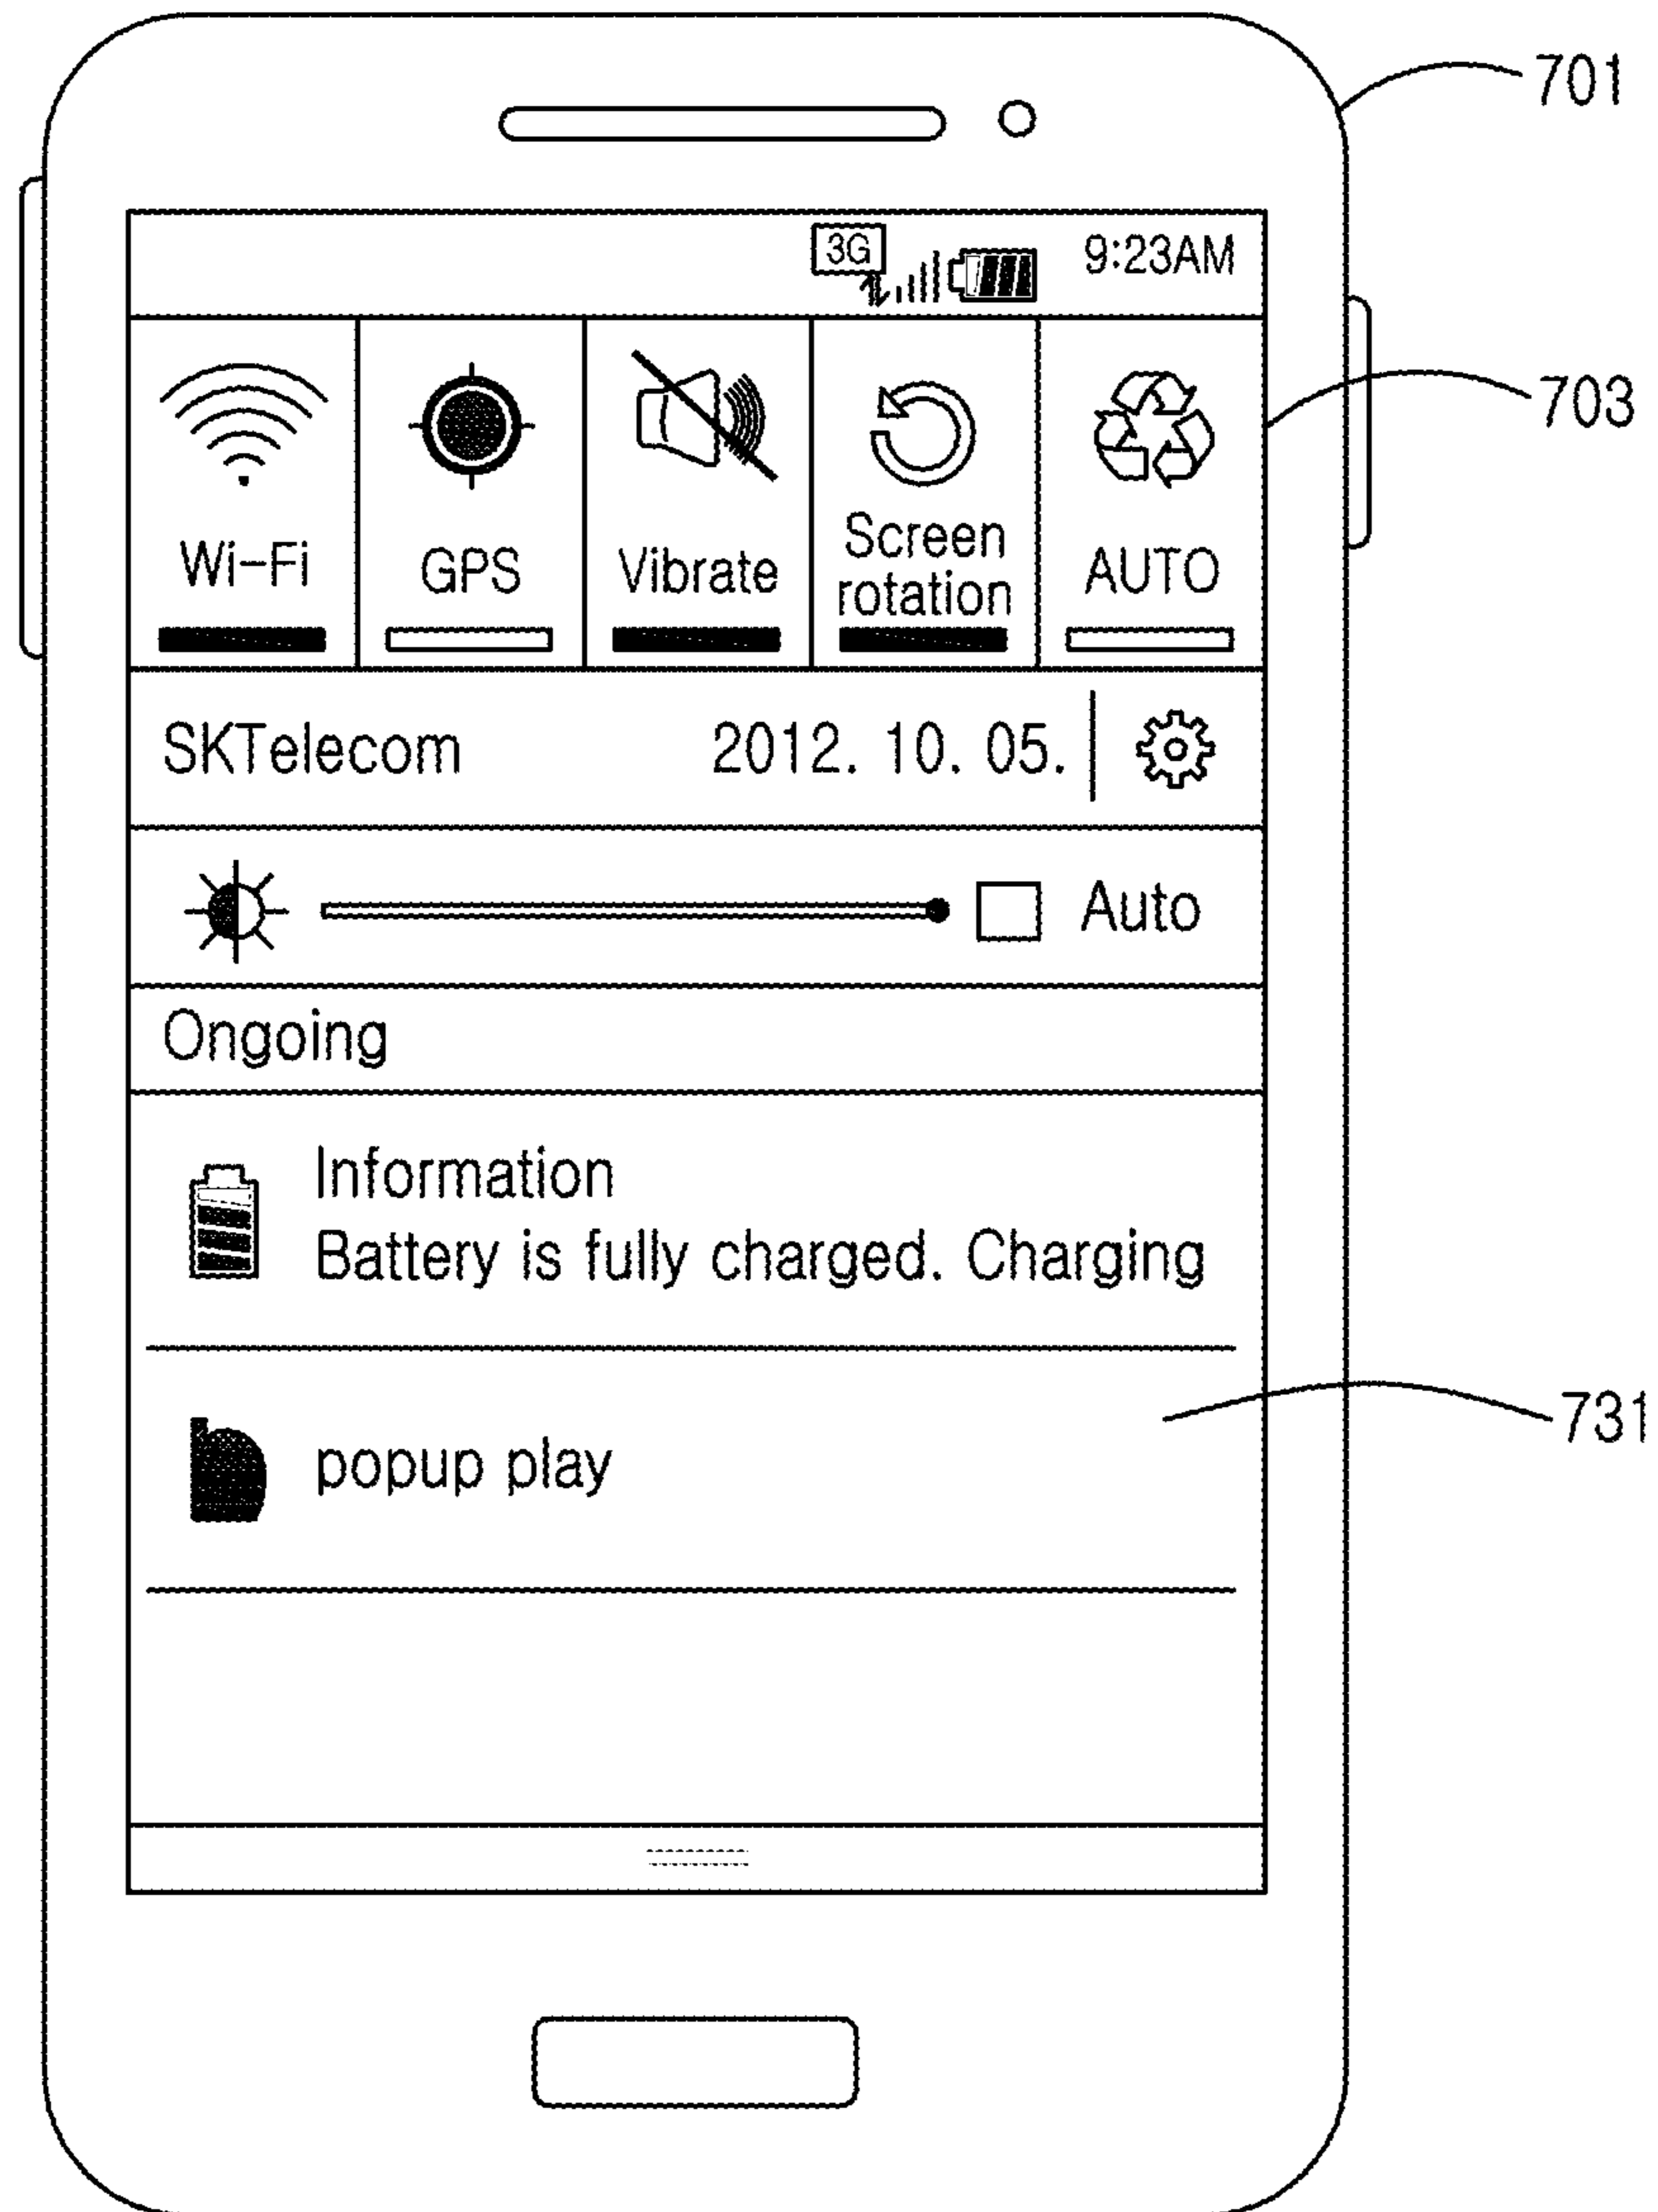 701
3G 9:23AM
703
Wi-Fi GPS Vibrate Screen rotation AUTO
SKTelecom 2012. 10. 05.
Auto
Ongoing
Information
Battery is fully charged. Charging
731
popup play